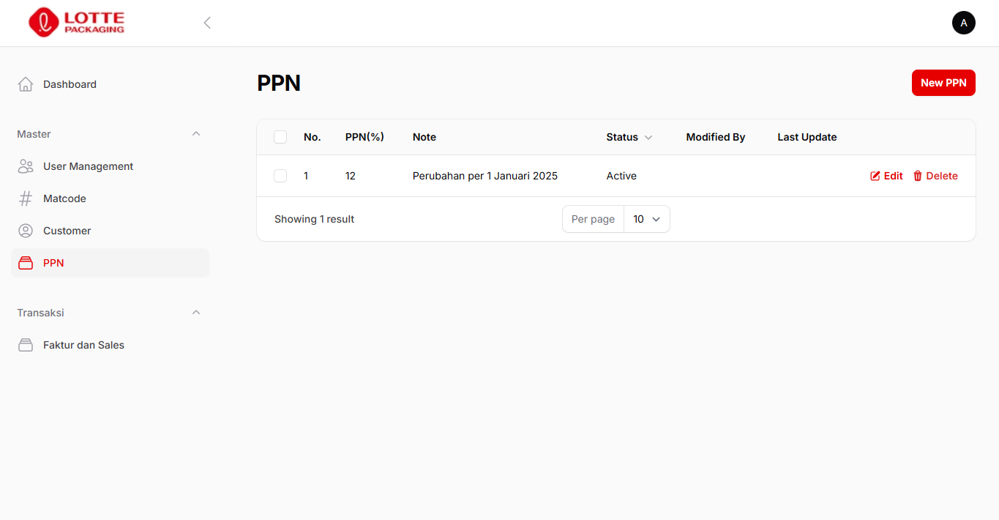 LOTTE
PACKAGING
A
Dashboard
Master
User Management
Matcode
Customer
PPN
Transaksi
Faktur dan Sales
PPN
New PPN
No. PPN(%) Note Status Modified By Last Update
1 12 Perubahan per 1 Januari 2025 Active Edit Delete
Showing 1 result Per page 10